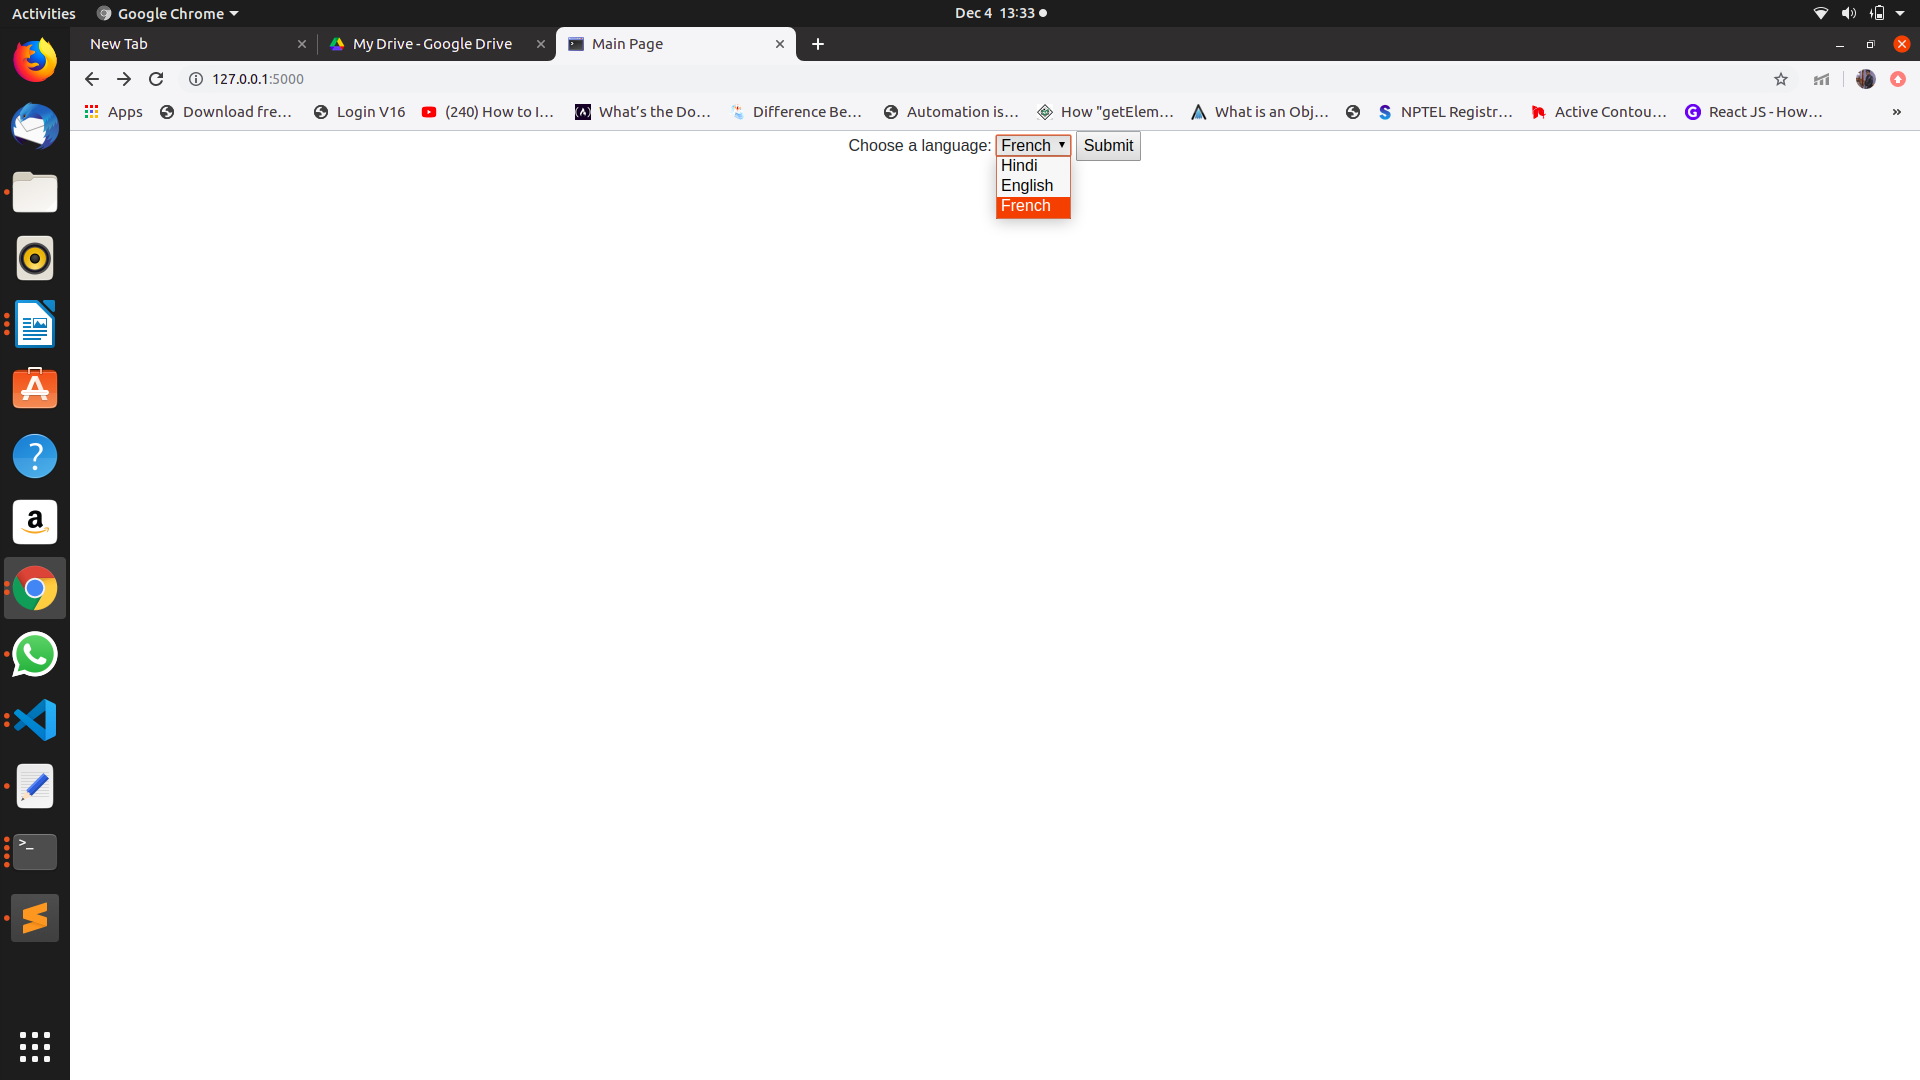 Activities Google Chrome Dec 4 13:33
New Tab My Drive - Google Drive Main Page
127.0.0.1:5000
Apps Download fre... Login V16 (240) How to I... What's the Do... Difference Be... Automation is... How "getElem... What is an Obj... NPTEL Registr... Active Contou... React JS - How... »
Choose a language: French Submit
Hindi
English
French